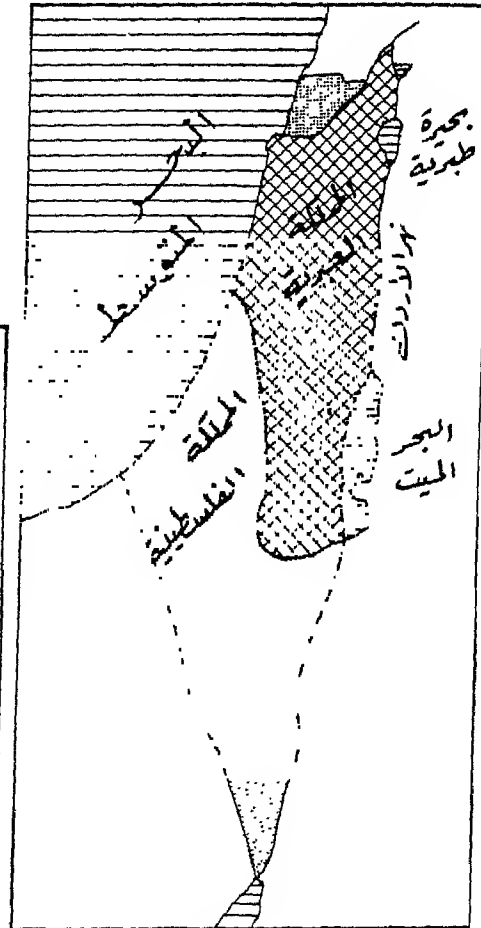 البحر
المتوسط
بحيرة
طبرية
المملكة
العبرية
نهر الأردن
المملكة
الفلسطينية
البحر
الميت